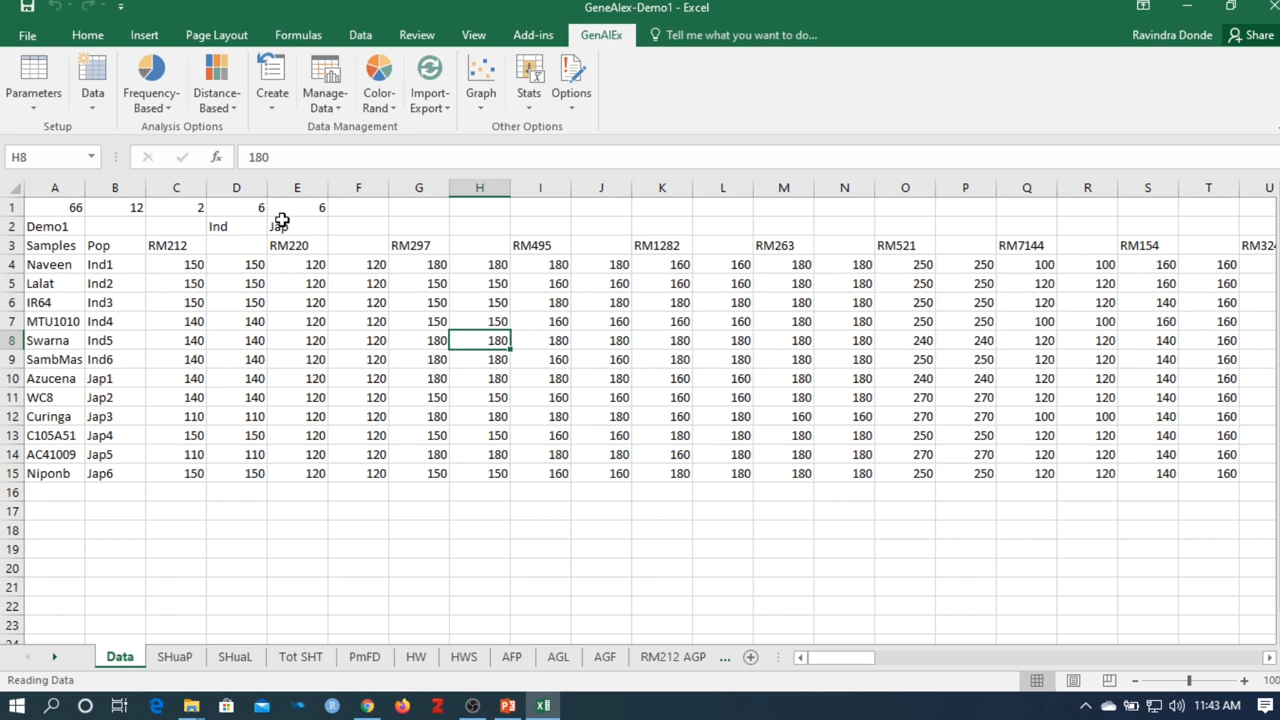 GeneAlex-Demo1 - Excel
File Home Insert Page Layout Formulas Data Review View Add-ins GenAlEx Tell me what you want to do... Ravindra Donde Share
Parameters Data Frequency-Based Distance-Based Create Manage-Data Color-Rand Import-Export Graph Stats Options
Setup Analysis Options Data Management Other Options
H8 fx 180
A B C D E F G H I J K L M N O P Q R S T U
1 66 12 2 6 6
2 Demo1 Ind Jap
3 Samples Pop RM212 RM220 RM297 RM495 RM1282 RM263 RM521 RM7144 RM154 RM324
4 Naveen Ind1 150 150 120 120 180 180 180 180 160 160 180 180 250 250 100 100 160 160
5 Lalat Ind2 150 150 120 120 150 150 160 160 160 160 180 180 250 250 120 120 160 160
6 IR64 Ind3 150 150 120 120 150 150 160 160 180 180 180 180 250 250 120 120 140 160
7 MTU1010 Ind4 140 140 120 120 150 150 160 160 160 160 180 180 250 250 100 100 160 160
8 Swarna Ind5 140 140 120 120 180 180 180 180 180 180 180 180 240 240 120 120 140 160
9 SambMas Ind6 140 140 120 120 180 180 160 160 180 180 180 180 250 250 120 120 140 160
10 Azucena Jap1 140 140 120 120 180 180 180 180 160 160 180 180 240 240 120 120 140 160
11 WC8 Jap2 140 140 120 120 150 150 180 180 160 160 180 180 270 270 120 120 140 160
12 Curinga Jap3 110 110 120 120 180 180 180 180 160 160 160 160 270 270 100 100 140 160
13 C105A51 Jap4 150 150 120 120 150 150 160 160 180 180 180 180 250 250 120 120 140 160
14 AC41009 Jap5 110 110 120 120 180 180 180 180 180 180 180 180 270 270 120 120 140 160
15 Niponb Jap6 150 150 120 120 150 150 160 160 180 180 180 180 250 250 120 120 140 160
16
17
18
19
20
21
22
23
24
Data SHuaP SHuaL Tot SHT PmFD HW HWS AFP AGL AGF RM212 AGP ...
Reading Data 100
11:43 AM